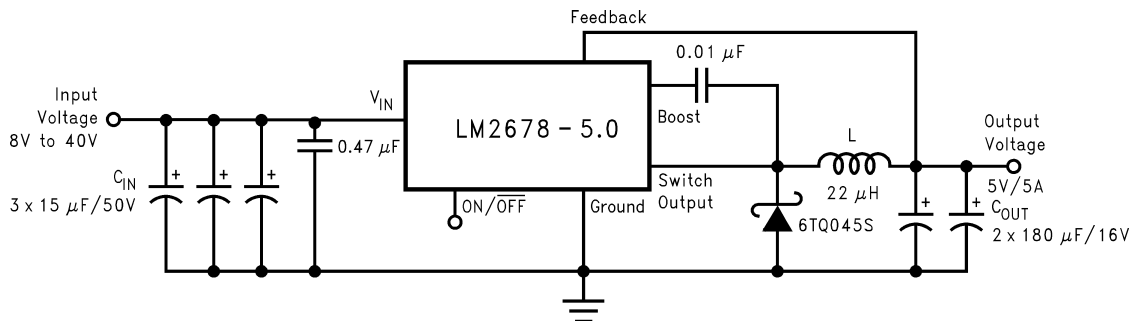 Feedback
0.01 μF
Input
Voltage
8V to 40V
V_IN
LM2678 – 5.0
Boost
0.47 μF
L
Output
Voltage
C_IN
3 x 15 μF/50V
+
+
+
ON/O̅F̅F̅
Ground
Switch
Output
22 μH
5V/5A
6TQ045S
+
+
C_OUT
2 x 180 μF/16V